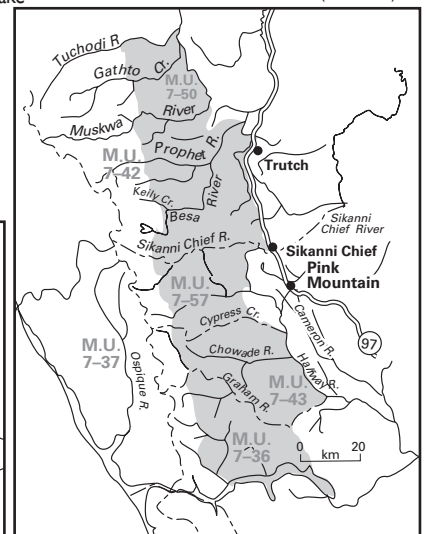 Tuchodi R.
Gathto Cr.
M.U.
7–50
River
Muskwa
Prophet R.
M.U.
7–42
Trutch
Keily Cr.
River
Besa
Sikanni
Chief River
Sikanni Chief R.
Sikanni Chief
Pink
Mountain
M.U.
7–57
Cypress Cr.
Cameron R.
97
M.U.
7–37
Chowade R.
Halfway R.
Ospique R.
Graham R.
M.U.
7–43
M.U.
7–36
0 20
km